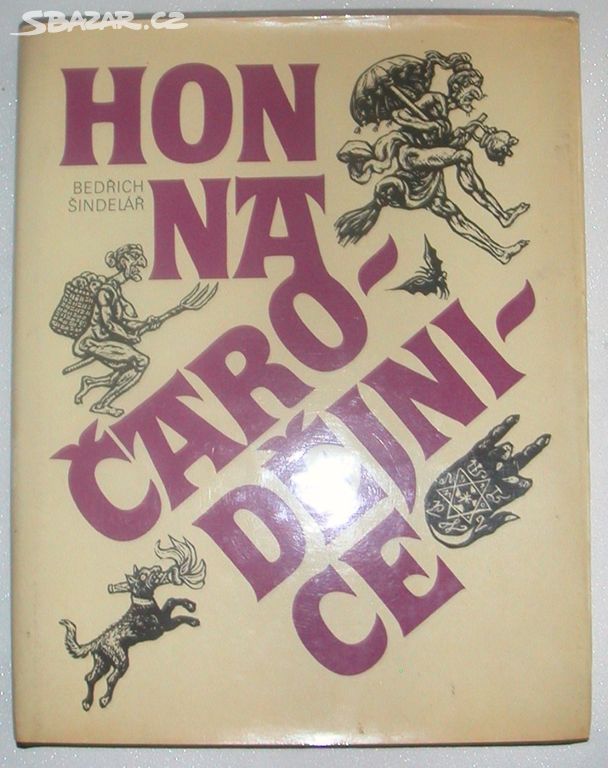 SBAZAR.CZ
HON
BEDŘICH
ŠINDELÁŘ
NA
ČARO-
DĚJNI-
CE